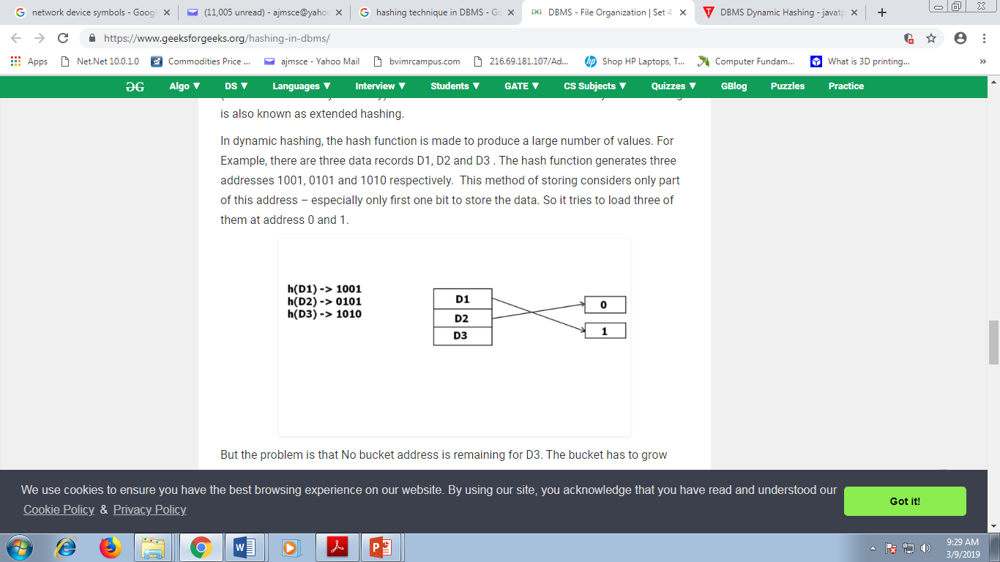 network device symbols - Googl
(11,005 unread) - ajmsce@yahoo
hashing technique in DBMS - Go
DBMS - File Organization | Set 4
DBMS Dynamic Hashing - javatp
https://www.geeksforgeeks.org/hashing-in-dbms/
Apps
Net.Net 10.0.1.0
Commodities Price ...
ajmsce - Yahoo Mail
bvimrcampus.com
216.69.181.107/Ad...
Shop HP Laptops, T...
Computer Fundam...
What is 3D printing...
»
Algo ▼ DS ▼ Languages ▼ Interview ▼ Students ▼ GATE ▼ CS Subjects ▼ Quizzes ▼ GBlog Puzzles Practice
is also known as extended hashing.
In dynamic hashing, the hash function is made to produce a large number of values. For
Example, there are three data records D1, D2 and D3 . The hash function generates three
addresses 1001, 0101 and 1010 respectively. This method of storing considers only part
of this address – especially only first one bit to store the data. So it tries to load three of
them at address 0 and 1.
h(D1) -> 1001
h(D2) -> 0101
h(D3) -> 1010
D1
D2
D3
0
1
But the problem is that No bucket address is remaining for D3. The bucket has to grow
We use cookies to ensure you have the best browsing experience on our website. By using our site, you acknowledge that you have read and understood our
Cookie Policy & Privacy Policy
Got it!
9:29 AM
3/9/2019